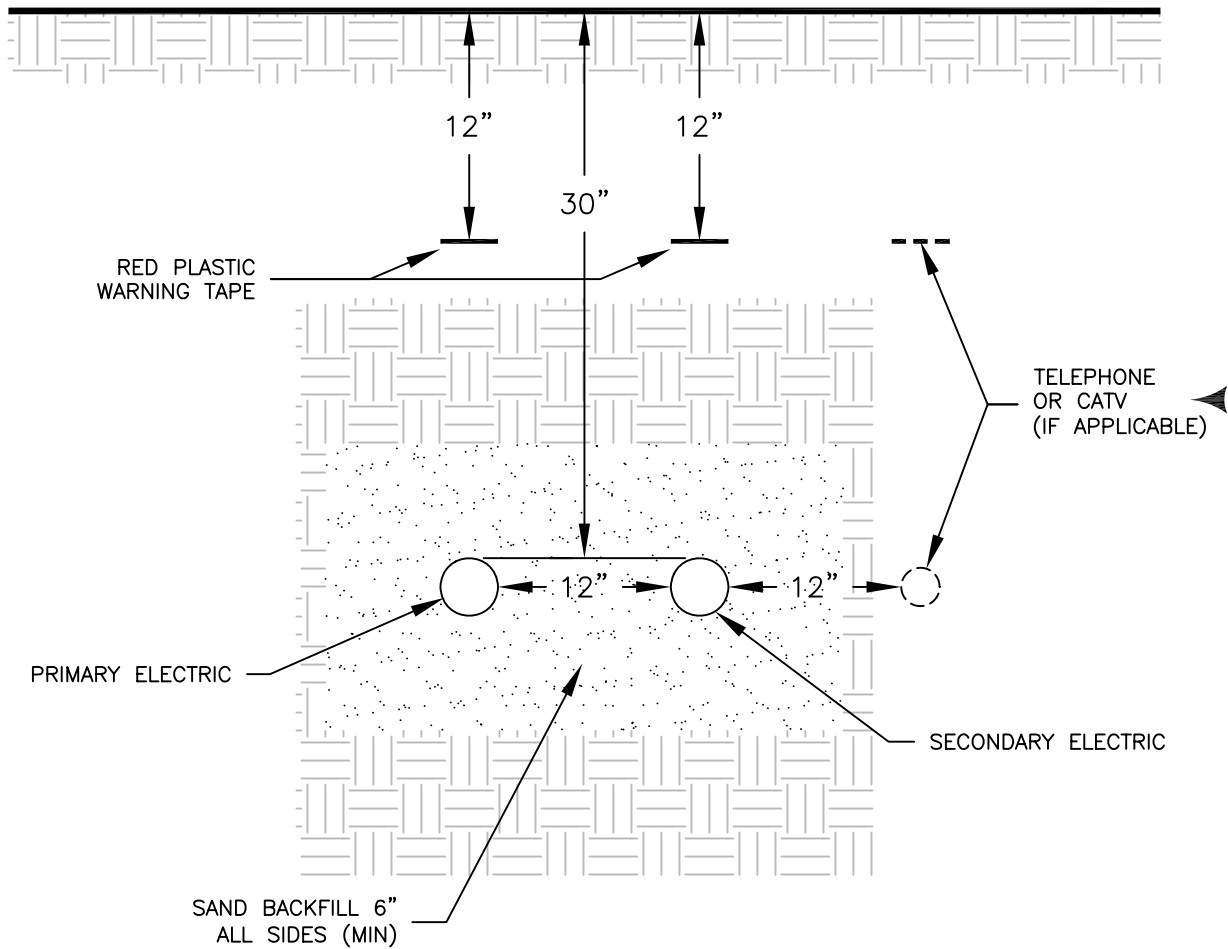 12”
12”
30”
RED PLASTIC
WARNING TAPE
TELEPHONE
OR CATV
(IF APPLICABLE)
12”
12”
PRIMARY ELECTRIC
SECONDARY ELECTRIC
SAND BACKFILL 6”
ALL SIDES (MIN)